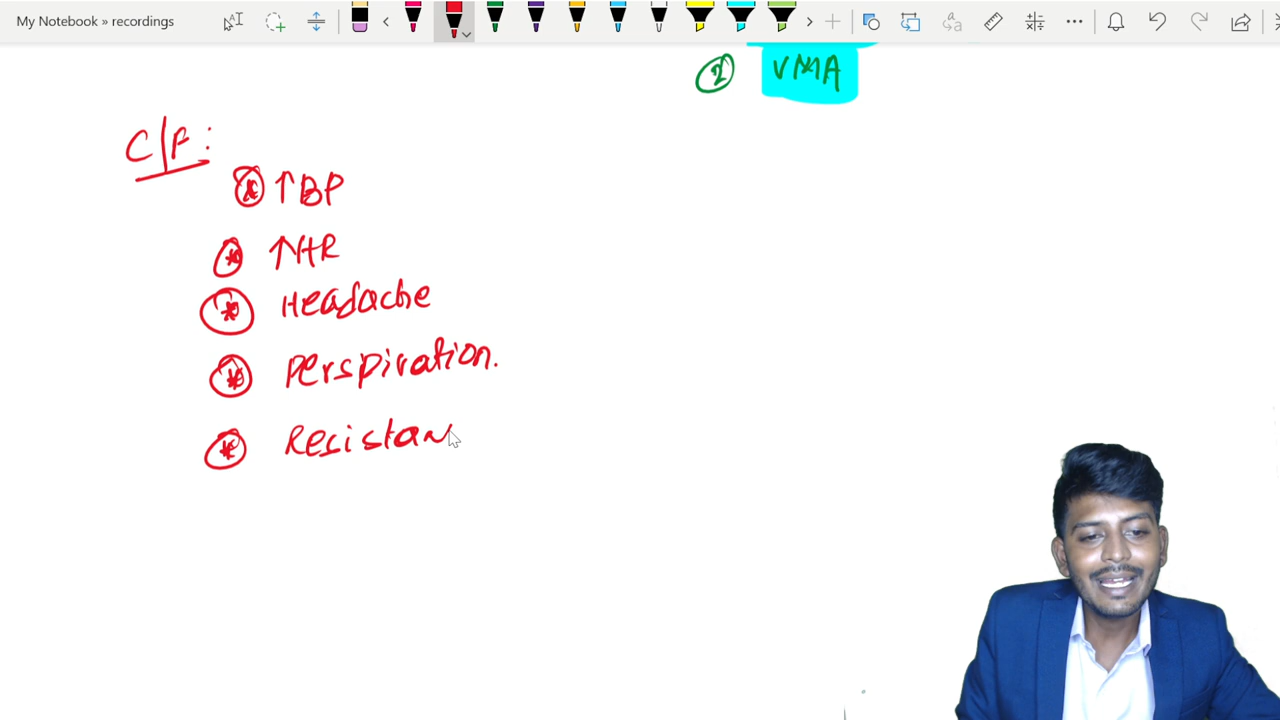 My Notebook » recordings
② VMA
C/F:
↑BP
↑HR
Headache
Perspiration.
Resistan